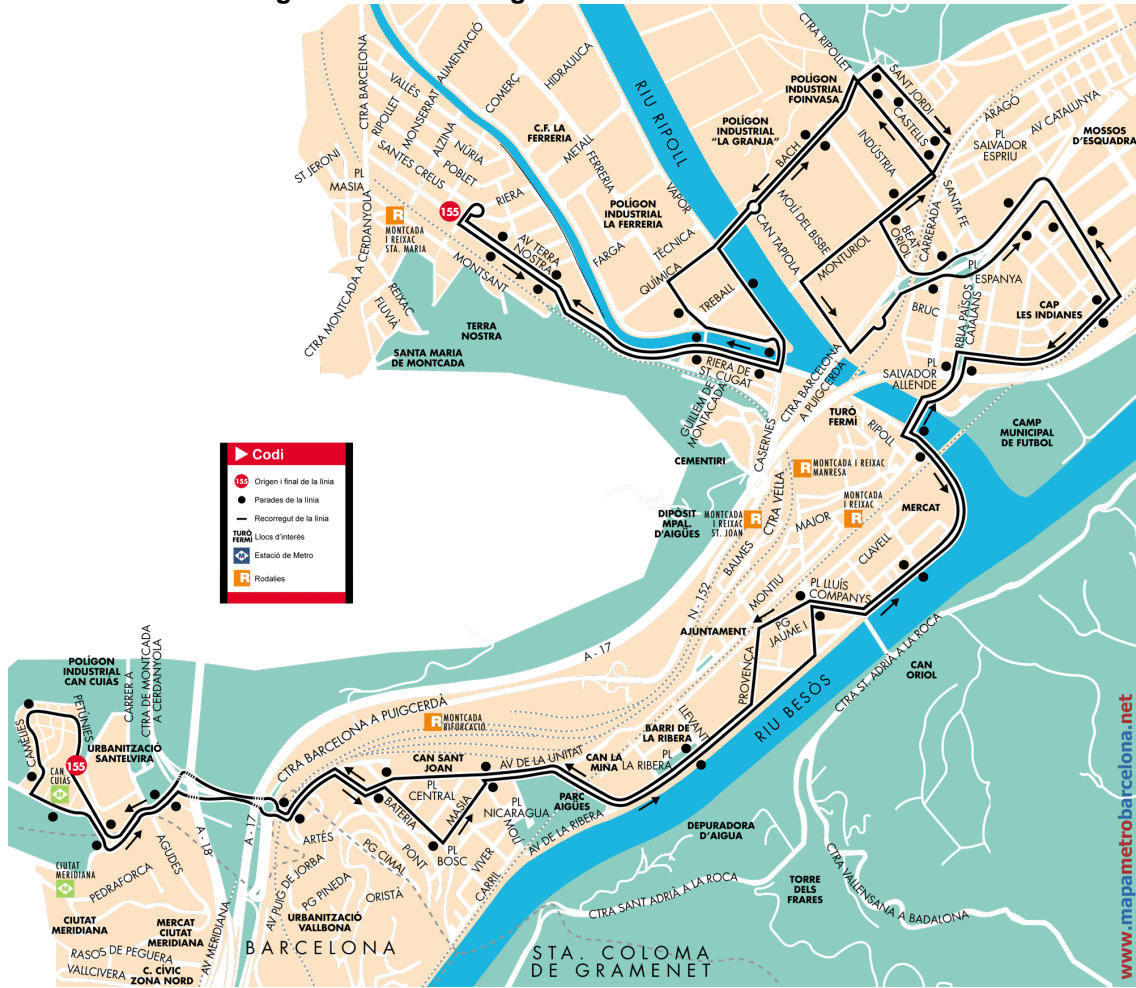 CTRA BARCELONA
ALIMENTACIÓ
VALLÈS
RIPOLLET
MONSERRAT
ALZINA
NÚRIA
POBLET
SANTES CREUS
COMERÇ
HIDRAULICA
C.F. LA
FERRERIA
METALL
FERRERIA
VAPOR
RIU RIPOLL
CTRA RIPOLLET
POLÍGON
INDUSTRIAL
FOINVASA
SANT JORDI
CASTELLS
ARAGÓ
AV CATALUNYA
PL
SALVADOR
ESPRIU
MOSSOS
D'ESQUADRA
POLÍGON
INDUSTRIAL
"LA GRANJA"
BACH
INDÚSTRIA
MOLÍ DEL BISBE
CAN TAPIOLA
MONTURIOL
BEAT
ORIOL
CARRERADA
SANTA FE
PL
ESPANYA
BRUC
RBLA PAÏSOS
CATALANS
CAP
LES INDIANES
ST JERONI
PL
MASIA
155
R
MONTCADA
I REIXAC
STA. MARIA
RIERA
AV TERRA
NOSTRA
MONTSANT
POLÍGON
INDUSTRIAL
LA FERRERIA
FARGA
TÈCNICA
QUÍMICA
TREBALL
CTRA MONTCADA A CERDANYOLA
REIXAC
FLUVIÀ
TERRA
NOSTRA
SANTA MARIA
DE MONTCADA
RIERA DE
ST. CUGAT
GUILLEM DE
MONTACADA
CASERNES
CTRA BARCELONA
A PUIGCERDÀ
PL
SALVADOR
ALLENDE
TURÓ
FERMÍ
RIPOLL
CAMP
MUNICIPAL
DE FUTBOL
CEMENTIRI
R
MONTCADA I REIXAC
MANRESA
R
MONTCADA
I REIXAC
MERCAT
DIPÒSIT
MPAL.
D'AIGÜES
MONTCADA
I REIXAC
ST. JOAN
R
CTRA VELLA
MAJOR
BALMES
CLAVELL
N - 152
MONTIU
PL LLUÍS
COMPANYS
AJUNTAMENT
PG
JAUME I
PROVENÇA
A - 17
Codi
155
Origen i final de la línia
Parades de la línia
Recorregut de la línia
TURÓ
FERMÍ
Llocs d'interès
M
Estació de Metro
R
Rodalies
CTRA ST. ADRIÀ A LA ROCA
CAN
ORIOL
RIU BESÒS
POLÍGON
INDUSTRIAL
CAN CUIÀS
PETÚNIES
CAMÈLIES
CARRER A
CTRA DE MONTCADA
A CERDANYOLA
URBANITZACIÓ
SANTELVIRA
155
CAN
CUIÀS
M
CTRA BARCELONA A PUIGCERDÀ
R
MONTCADA
BIFURCACIÓ
CAN SANT
JOAN
AV DE LA UNITAT
CAN LA
MINA
BARRI DE
LA RIBERA
LLEVANT
PL
LA RIBERA
PL
CENTRAL
BATERIA
MASIA
PL
NICARAGUA
MOLÍ
PARC
AIGÜES
AV DE LA RIBERA
DEPURADORA
D'AIGUA
PL
BOSC
VIVER
CARRIL
PONT
ARTÉS
PG CIMAL
PG PINEDA
ORISTÀ
AV PUIG DE JORBA
URBANITZACIÓ
VALLBONA
A - 17
A - 18
AV MERIDIANA
AGUDES
PEDRAFORCA
CIUTAT
MERIDIANA
M
CIUTAT
MERIDIANA
MERCAT
CIUTAT
MERIDIANA
RASOS DE PEGUERA
VALLCIVERA
C. CÍVIC
ZONA NORD
BARCELONA
STA. COLOMA
DE GRAMENET
CTRA SANT ADRIÀ A LA ROCA
TORRE
DELS
FRARES
CTRA VALLENSANA A BADALONA
www.mapametrobarcelona.net